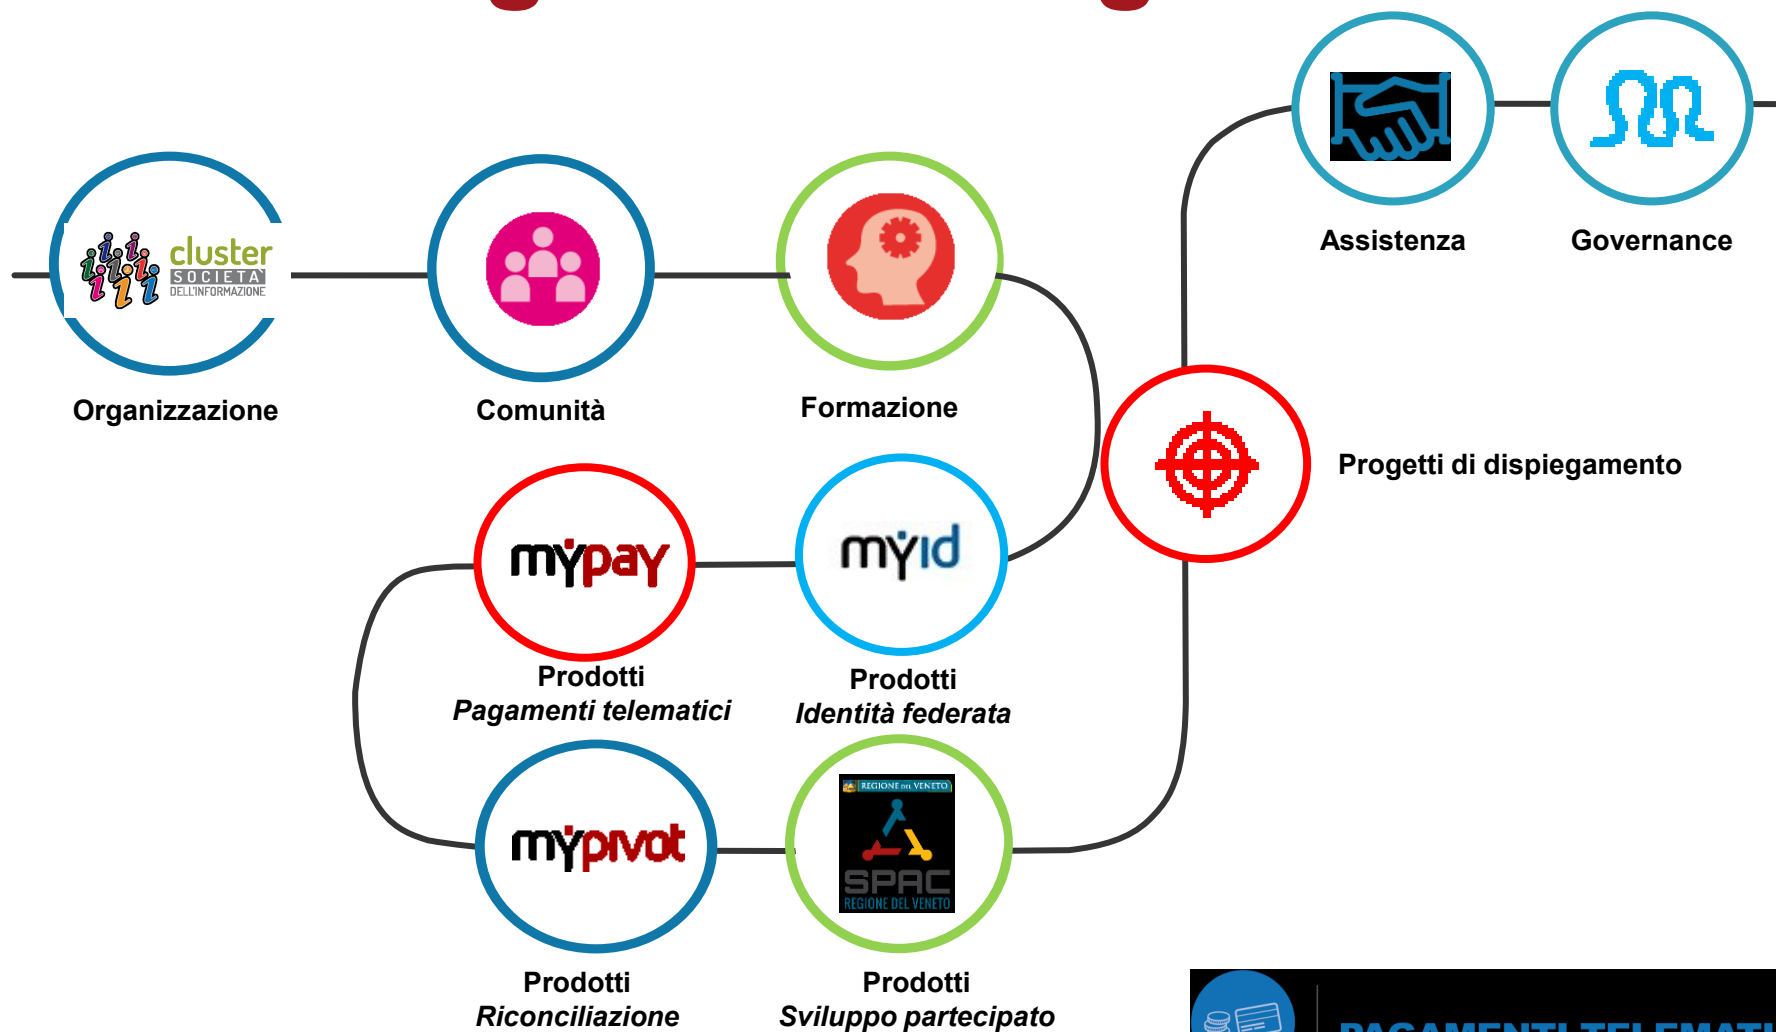 Assistenza
Governance
cluster
SOCIETÀ
DELL'INFORMAZIONE
Organizzazione
Comunità
Formazione
Progetti di dispiegamento
mypay
myid
Prodotti
Pagamenti telematici
Prodotti
Identità federata
mypivot
REGIONE DEL VENETO
SPAC
REGIONE DEL VENETO
Prodotti
Riconciliazione
Prodotti
Sviluppo partecipato